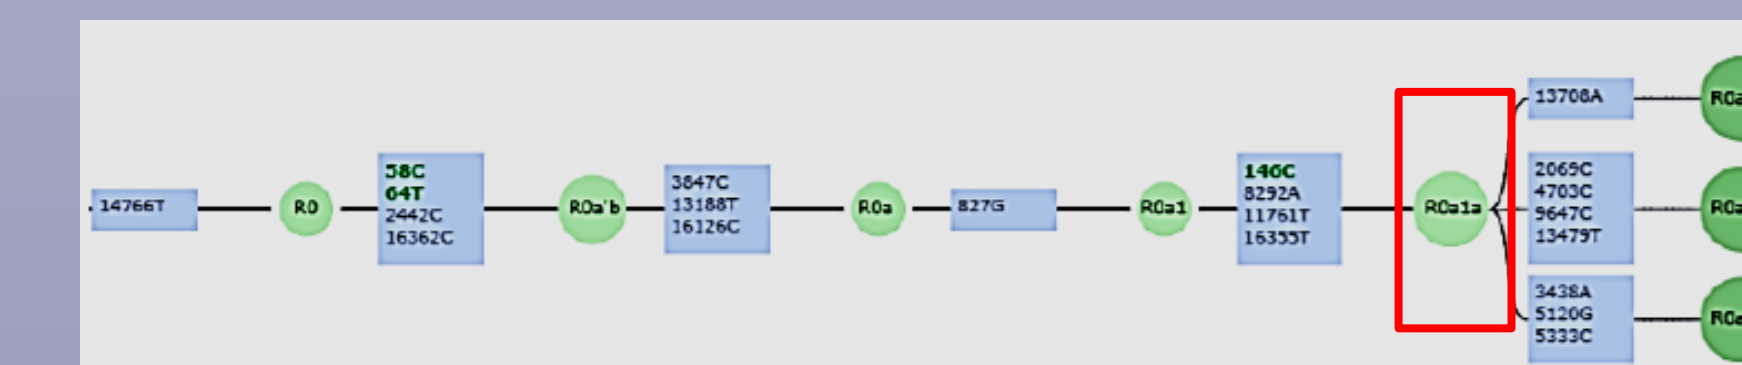 14766T
R0
58C
64T
2442C
16362C
R0a'b
3847C
13188T
16126C
R0a
827G
R0a1
146C
8292A
11761T
16355T
R0a1a
13708A
2069C
4703C
9647C
13479T
3438A
5120G
5333C